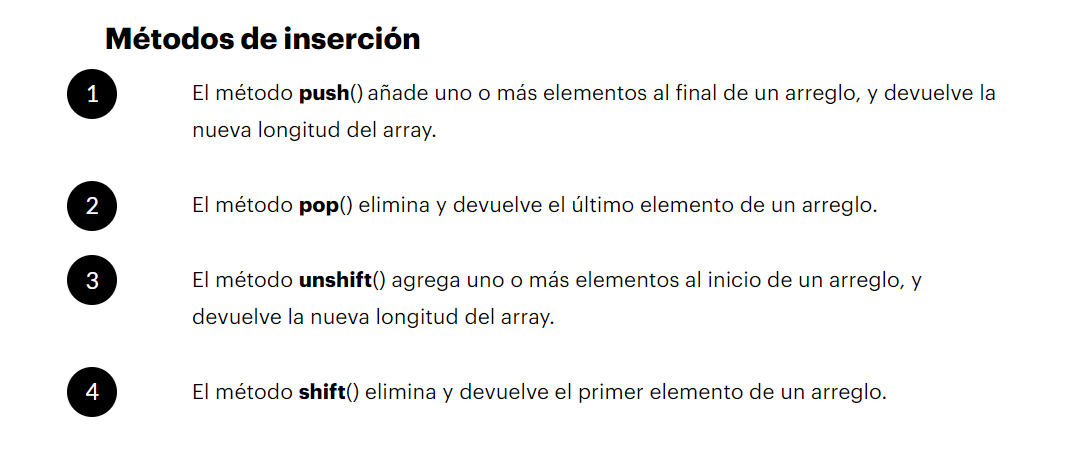 Métodos de inserción
1 El método push() añade uno o más elementos al final de un arreglo, y devuelve la
nueva longitud del array.
2 El método pop() elimina y devuelve el último elemento de un arreglo.
3 El método unshift() agrega uno o más elementos al inicio de un arreglo, y
devuelve la nueva longitud del array.
4 El método shift() elimina y devuelve el primer elemento de un arreglo.